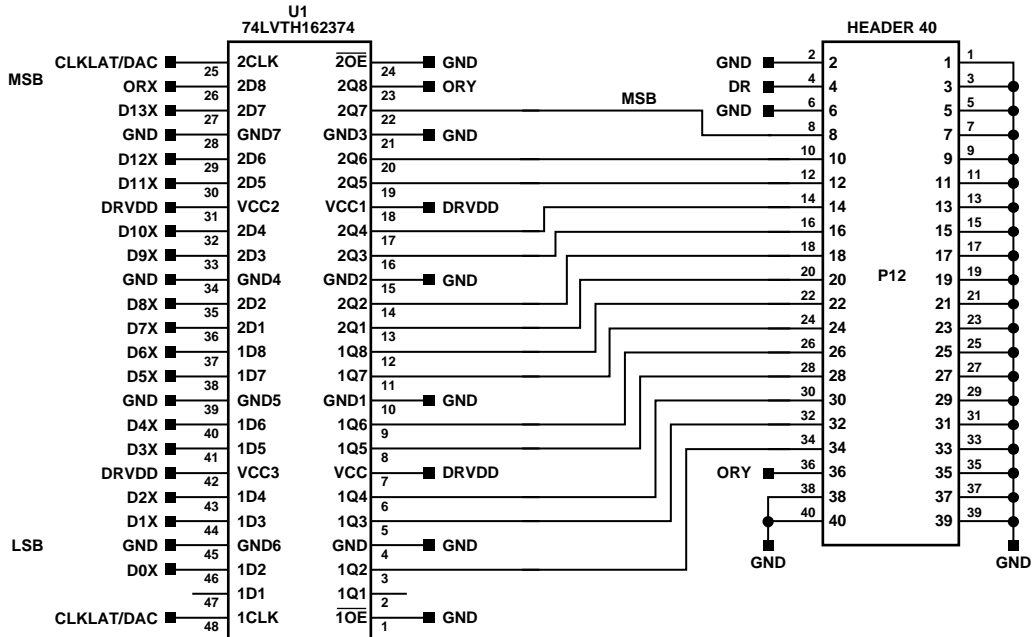 U1
74LVTH162374
HEADER 40
MSB
LSB
CLKLAT/DAC 25 2CLK 2OE 24 GND
ORX 26 2D8 2Q8 23 ORY
D13X 27 2D7 2Q7 22 MSB
GND 28 GND7 GND3 21 GND
D12X 29 2D6 2Q6 20
D11X 30 2D5 2Q5 19
DRVDD 31 VCC2 VCC1 18 DRVDD
D10X 32 2D4 2Q4 17
D9X 33 2D3 2Q3 16
GND 34 GND4 GND2 15 GND
D8X 35 2D2 2Q2 14
D7X 36 2D1 2Q1 13
D6X 37 1D8 1Q8 12
D5X 38 1D7 1Q7 11
GND 39 GND5 GND1 10 GND
D4X 40 1D6 1Q6 9
D3X 41 1D5 1Q5 8
DRVDD 42 VCC3 VCC 7 DRVDD
D2X 43 1D4 1Q4 6
D1X 44 1D3 1Q3 5
GND 45 GND6 GND 4 GND
D0X 46 1D2 1Q2 3
47 1D1 1Q1 2
CLKLAT/DAC 48 1CLK 1OE 1 GND
GND 2 2 1 1
DR 4 4 3 3
GND 6 6 5 5
8 8 7 7
10 10 9 9
12 12 11 11
14 14 13 13
16 16 15 15
18 18 17 17
P12
20 20 19 19
22 22 21 21
24 24 23 23
26 26 25 25
28 28 27 27
30 30 29 29
32 32 31 31
34 34 33 33
ORY 36 36 35 35
38 38 37 37
40 40 39 39
GND
GND